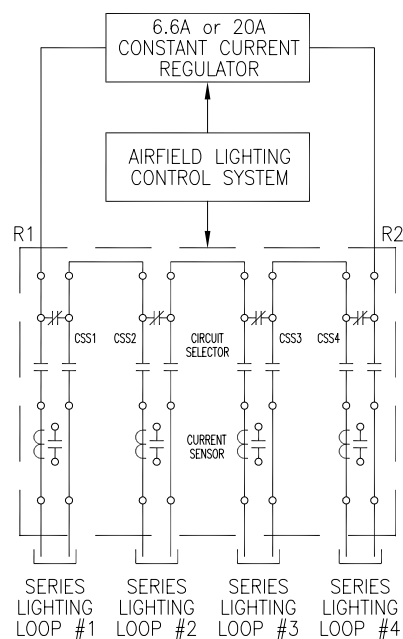 6.6A or 20A
CONSTANT CURRENT
REGULATOR
AIRFIELD LIGHTING
CONTROL SYSTEM
R1
R2
CSS1
CSS2
CIRCUIT
SELECTOR
CSS3
CSS4
CURRENT
SENSOR
SERIES
LIGHTING
LOOP #1
SERIES
LIGHTING
LOOP #2
SERIES
LIGHTING
LOOP #3
SERIES
LIGHTING
LOOP #4